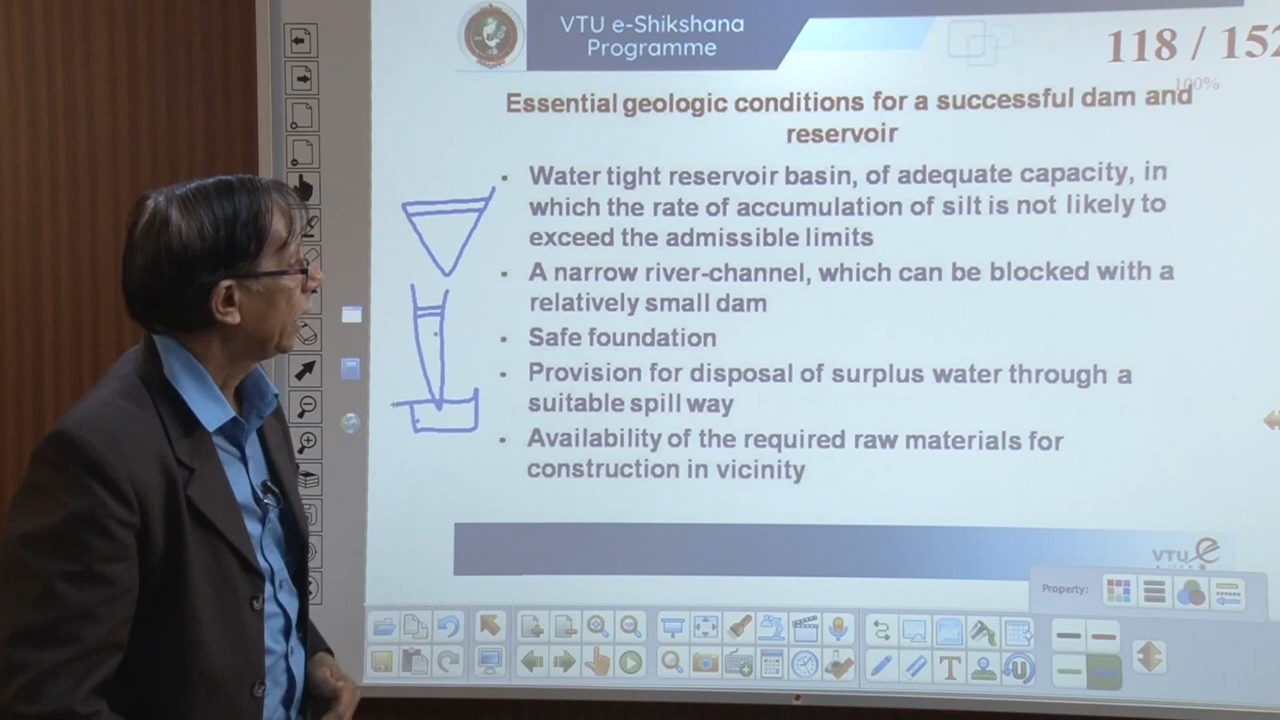 VTU e-Shikshana
Programme
118 / 152
100%
Essential geologic conditions for a successful dam and
reservoir
• Water tight reservoir basin, of adequate capacity, in
which the rate of accumulation of silt is not likely to
exceed the admissible limits
• A narrow river-channel, which can be blocked with a
relatively small dam
• Safe foundation
• Provision for disposal of surplus water through a
suitable spill way
• Availability of the required raw materials for
construction in vicinity
VTU e
Property: